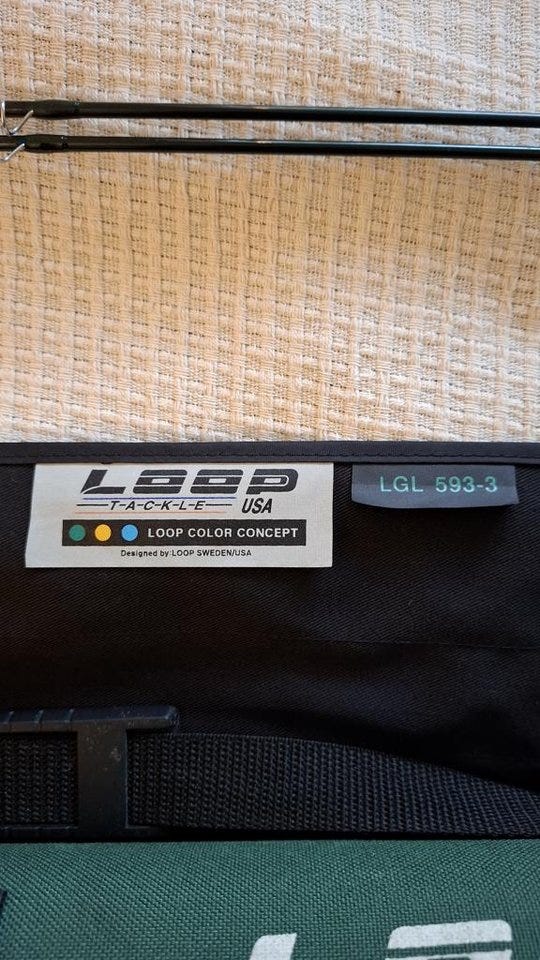 LOOP
T-A-C-K-L-E USA
LOOP COLOR CONCEPT
Designed by:LOOP SWEDEN/USA
LGL 593-3